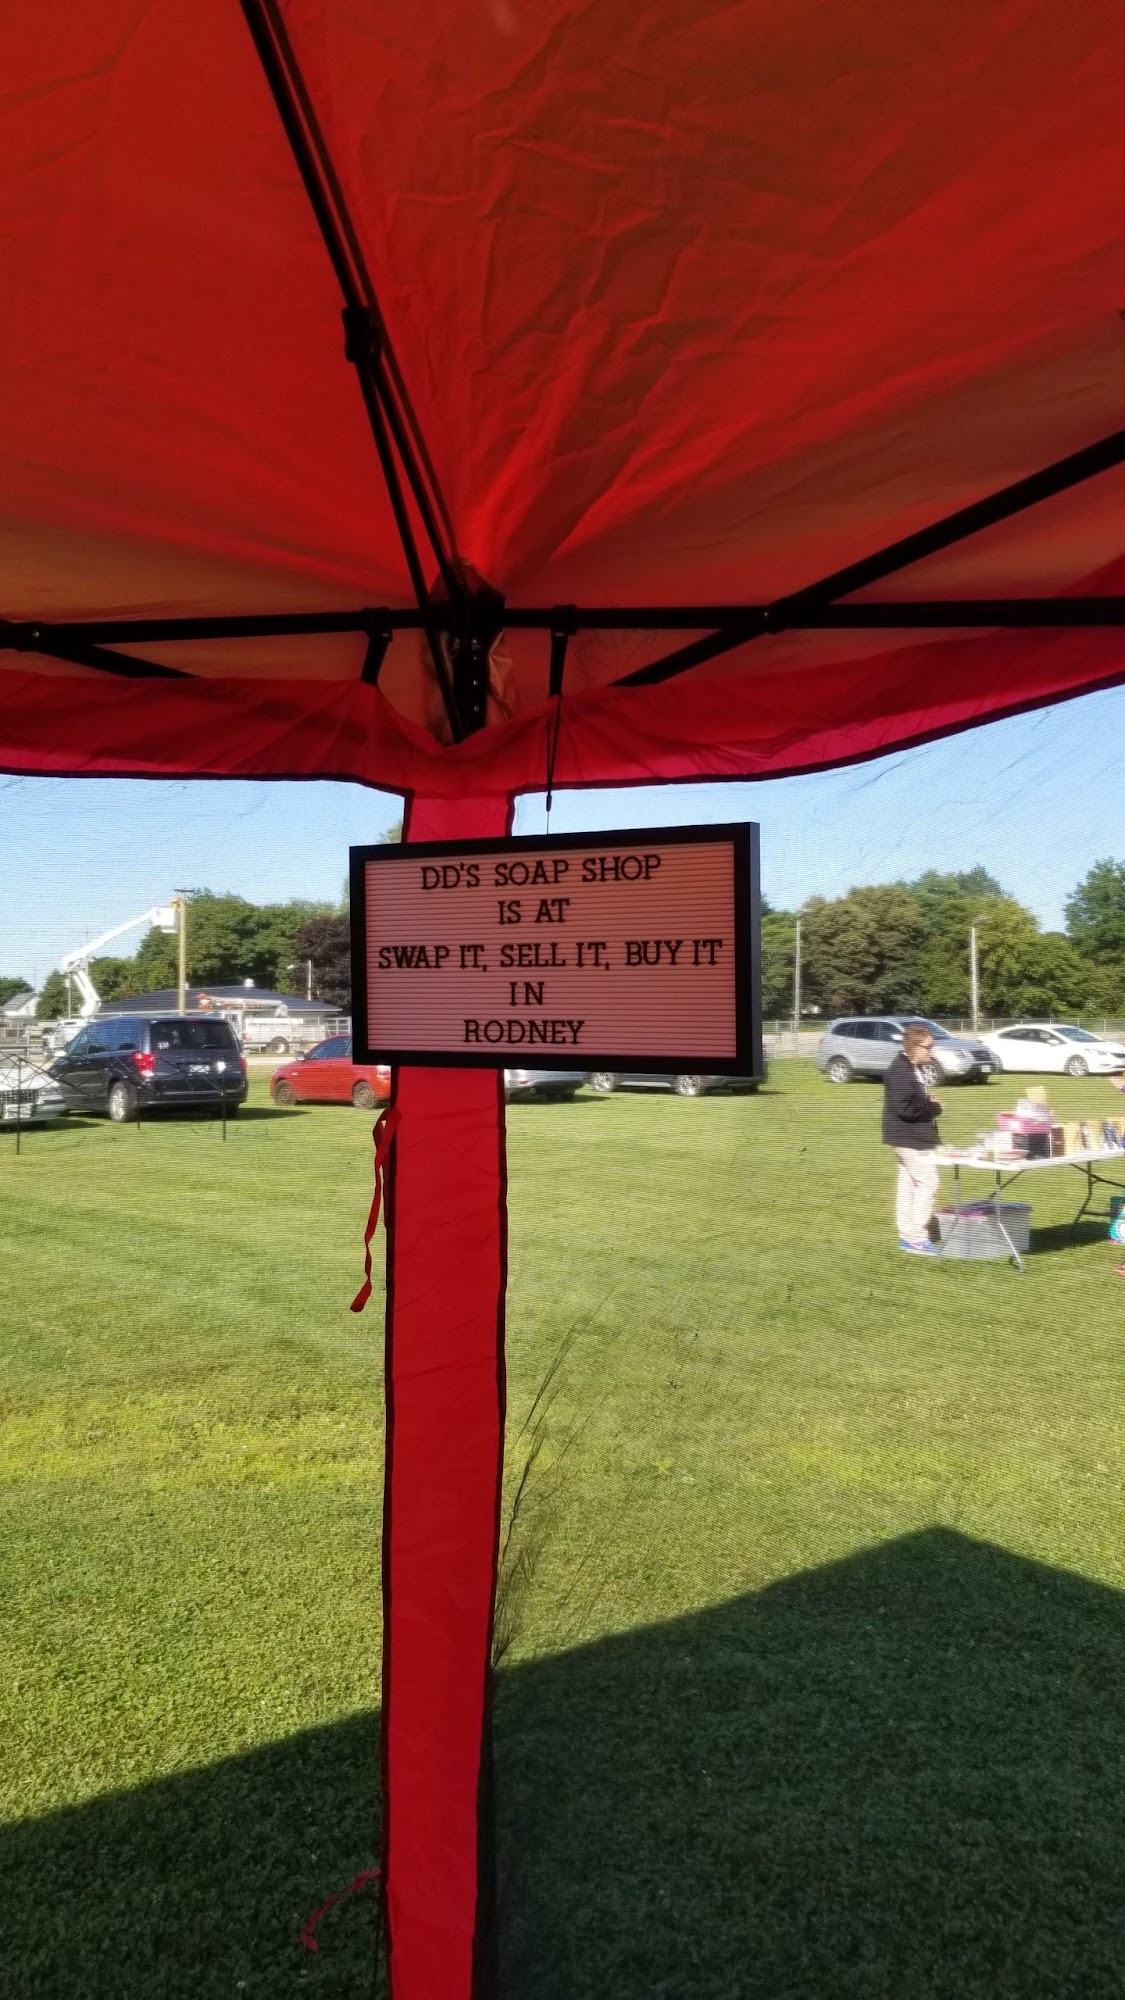 DD'S SOAP SHOP
IS AT
SWAP IT, SELL IT, BUY IT
IN
RODNEY